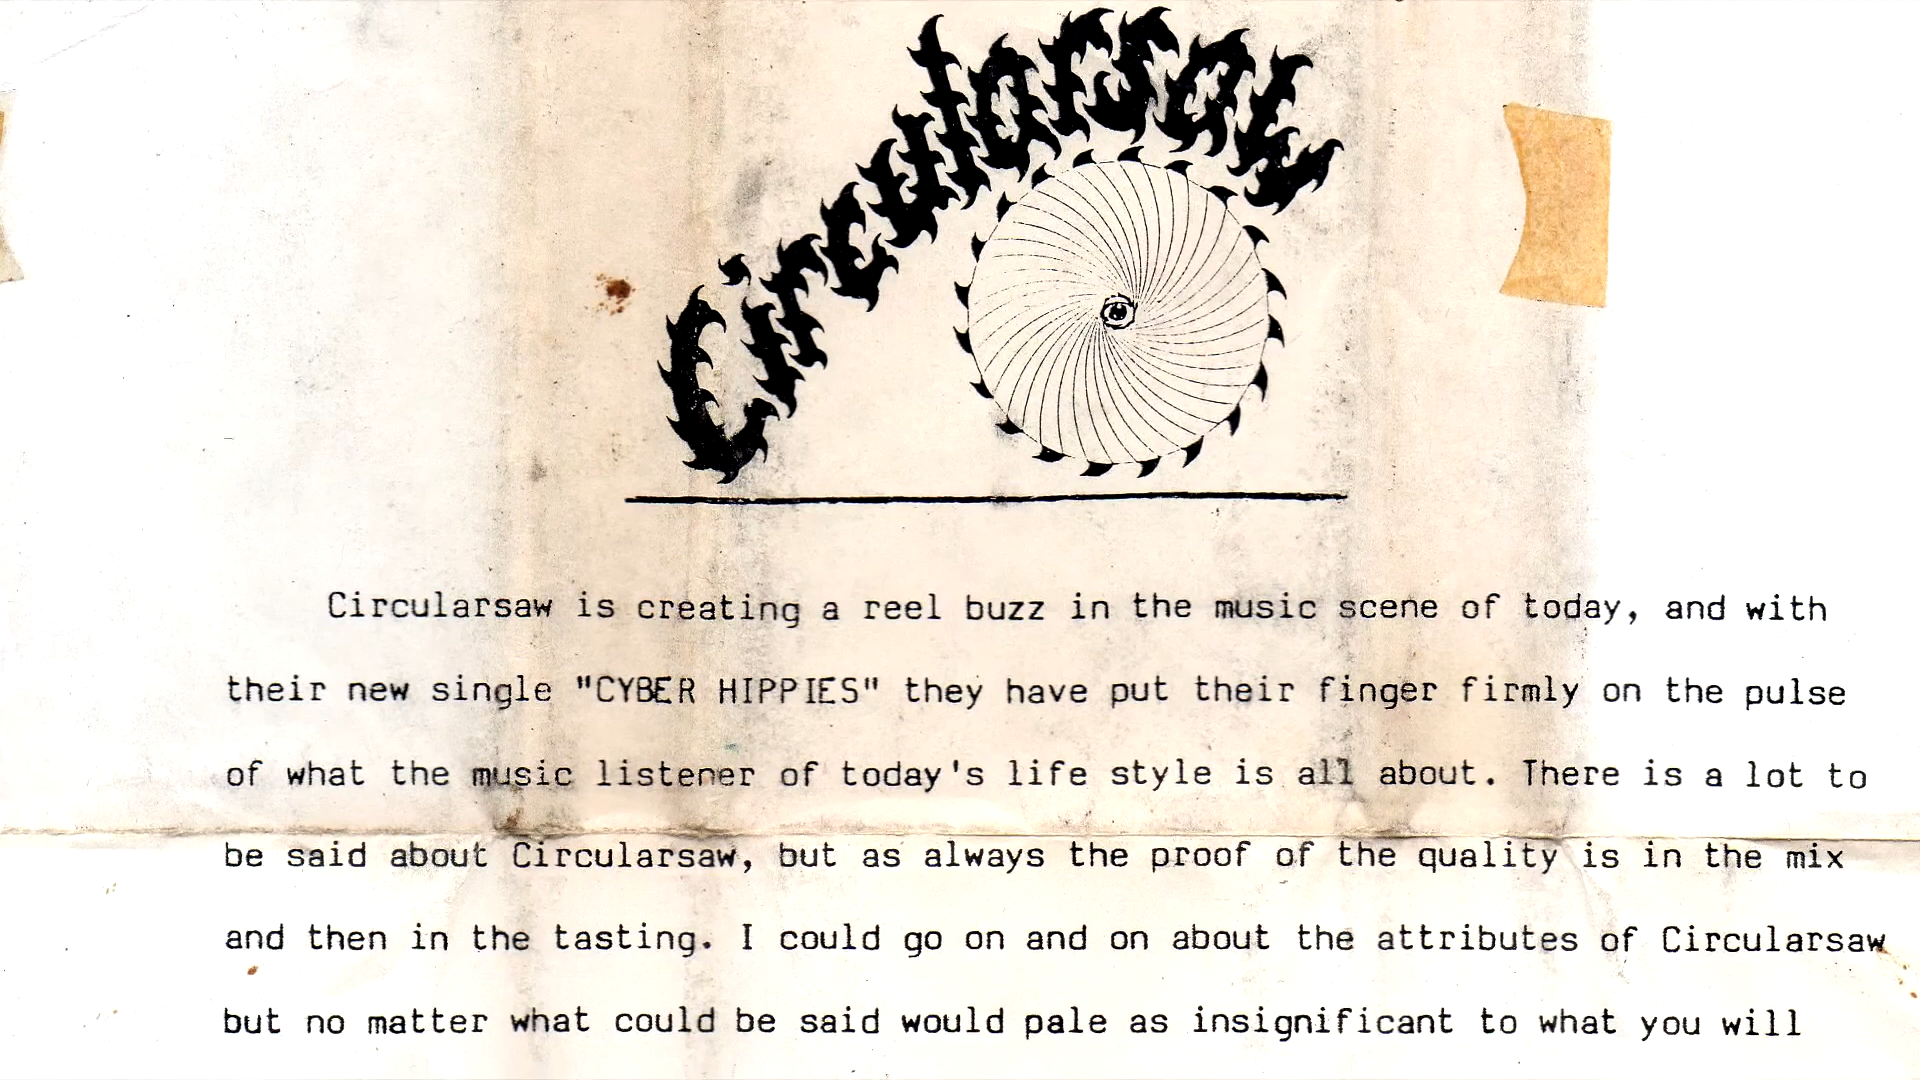 Circularsaw
Circularsaw is creating a reel buzz in the music scene of today, and with
their new single "CYBER HIPPIES" they have put their finger firmly on the pulse
of what the music listener of today's life style is all about. There is a lot to
be said about Circularsaw, but as always the proof of the quality is in the mix
and then in the tasting. I could go on and on about the attributes of Circularsaw
but no matter what could be said would pale as insignificant to what you will